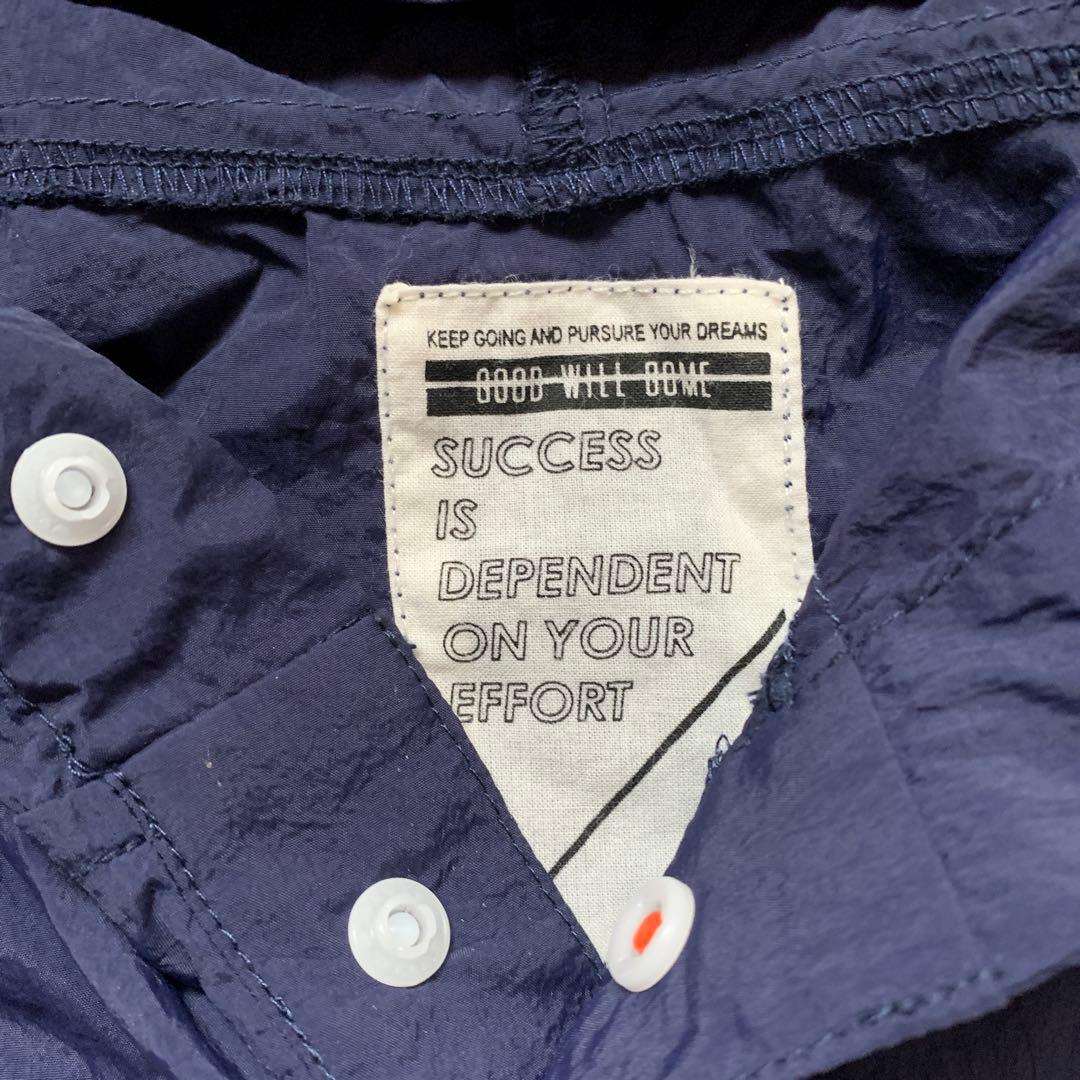 KEEP GOING AND PURSURE YOUR DREAMS
GOOD WILL COME
SUCCESS
IS
DEPENDENT
ON YOUR
EFFORT